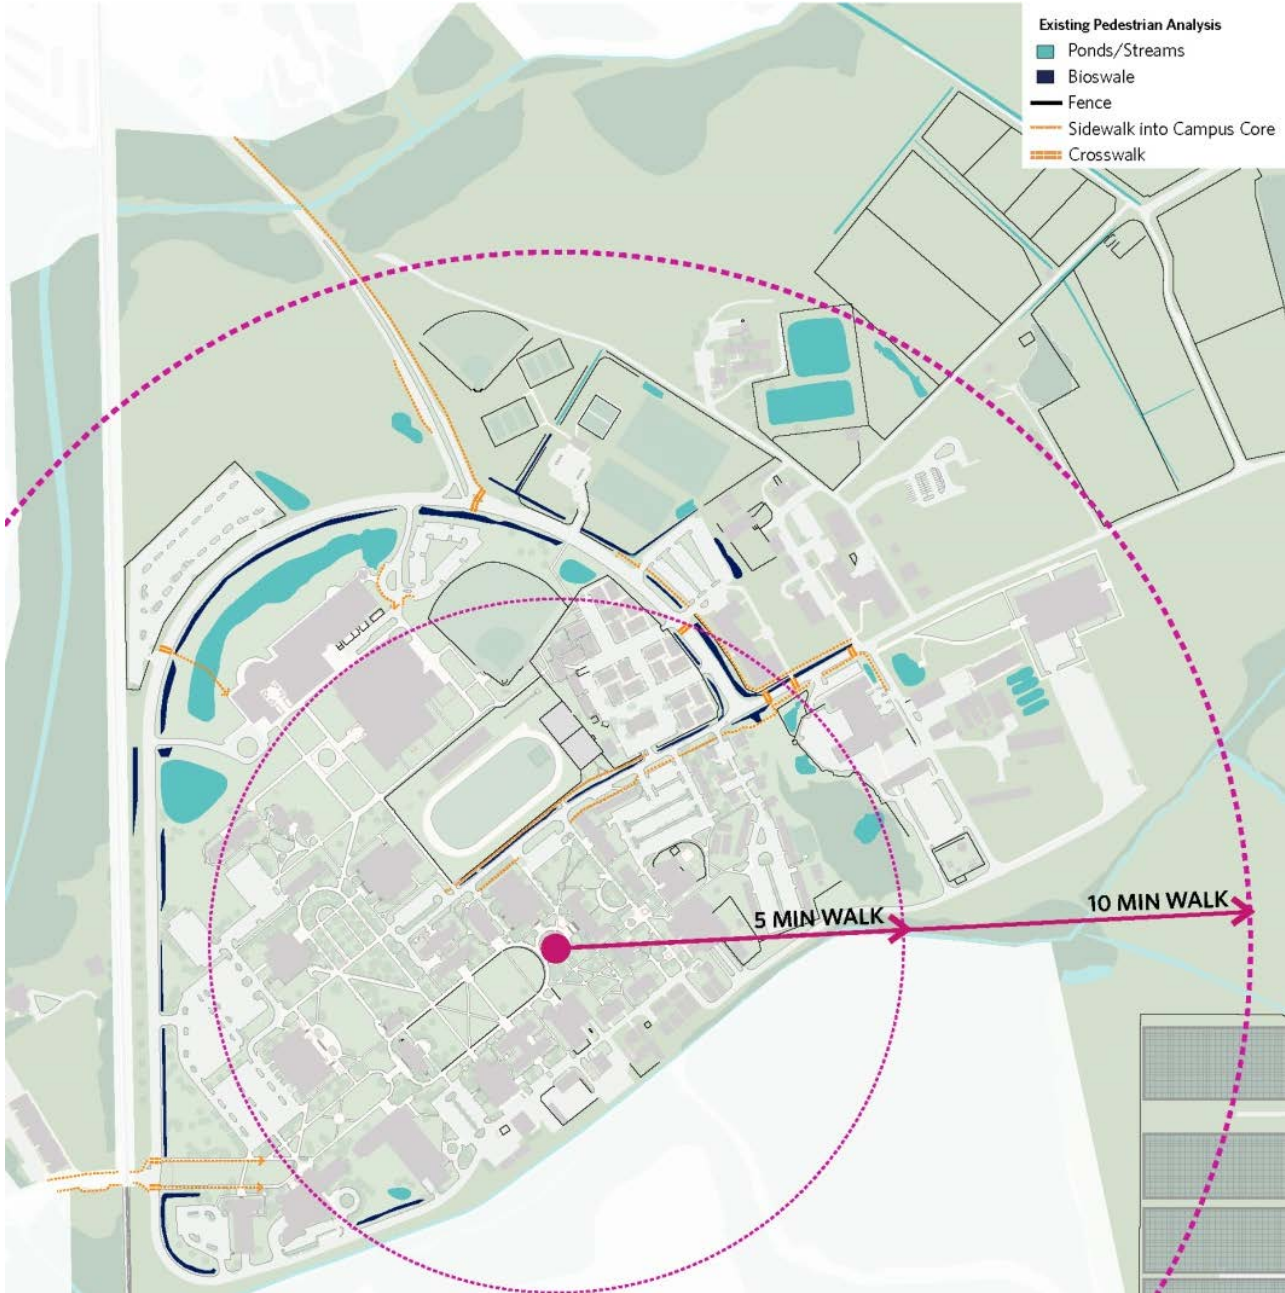 Existing Pedestrian Analysis
Ponds/Streams
Bioswale
Fence
Sidewalk into Campus Core
Crosswalk
10 MIN WALK
5 MIN WALK